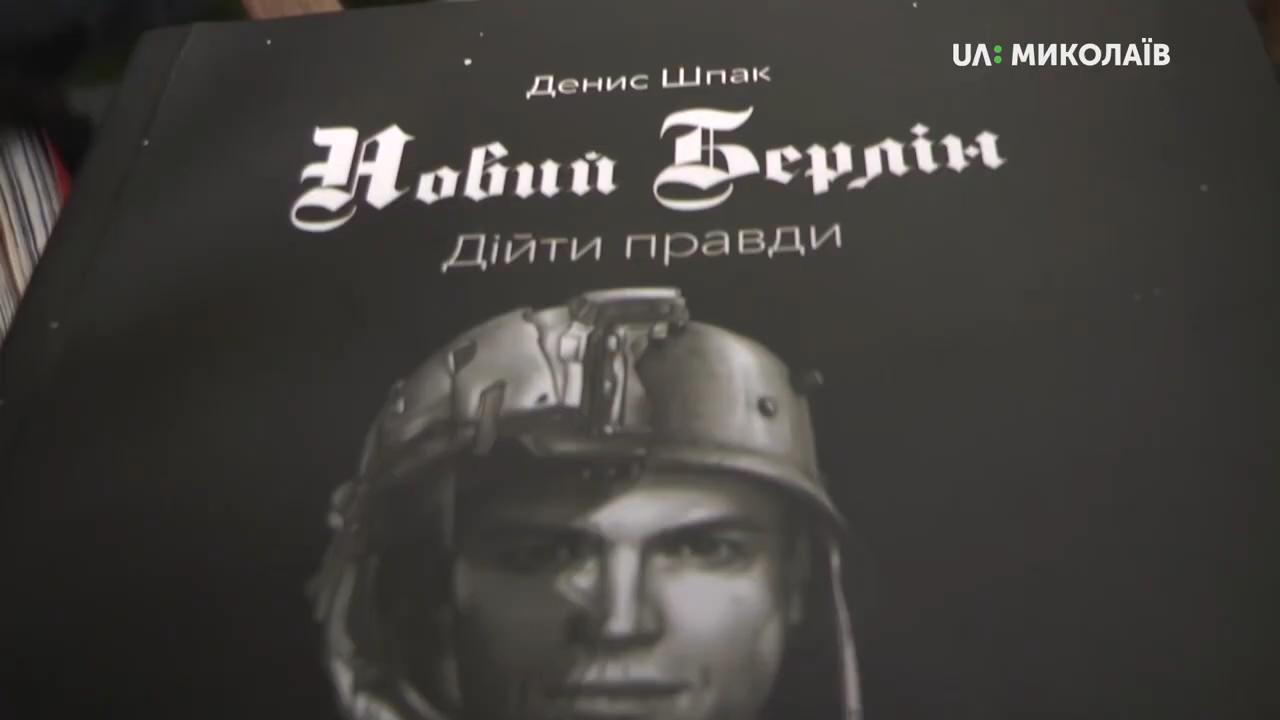 UA: МИКОЛАЇВ
Денис Шпак
Новий Берлін
Дійти правди